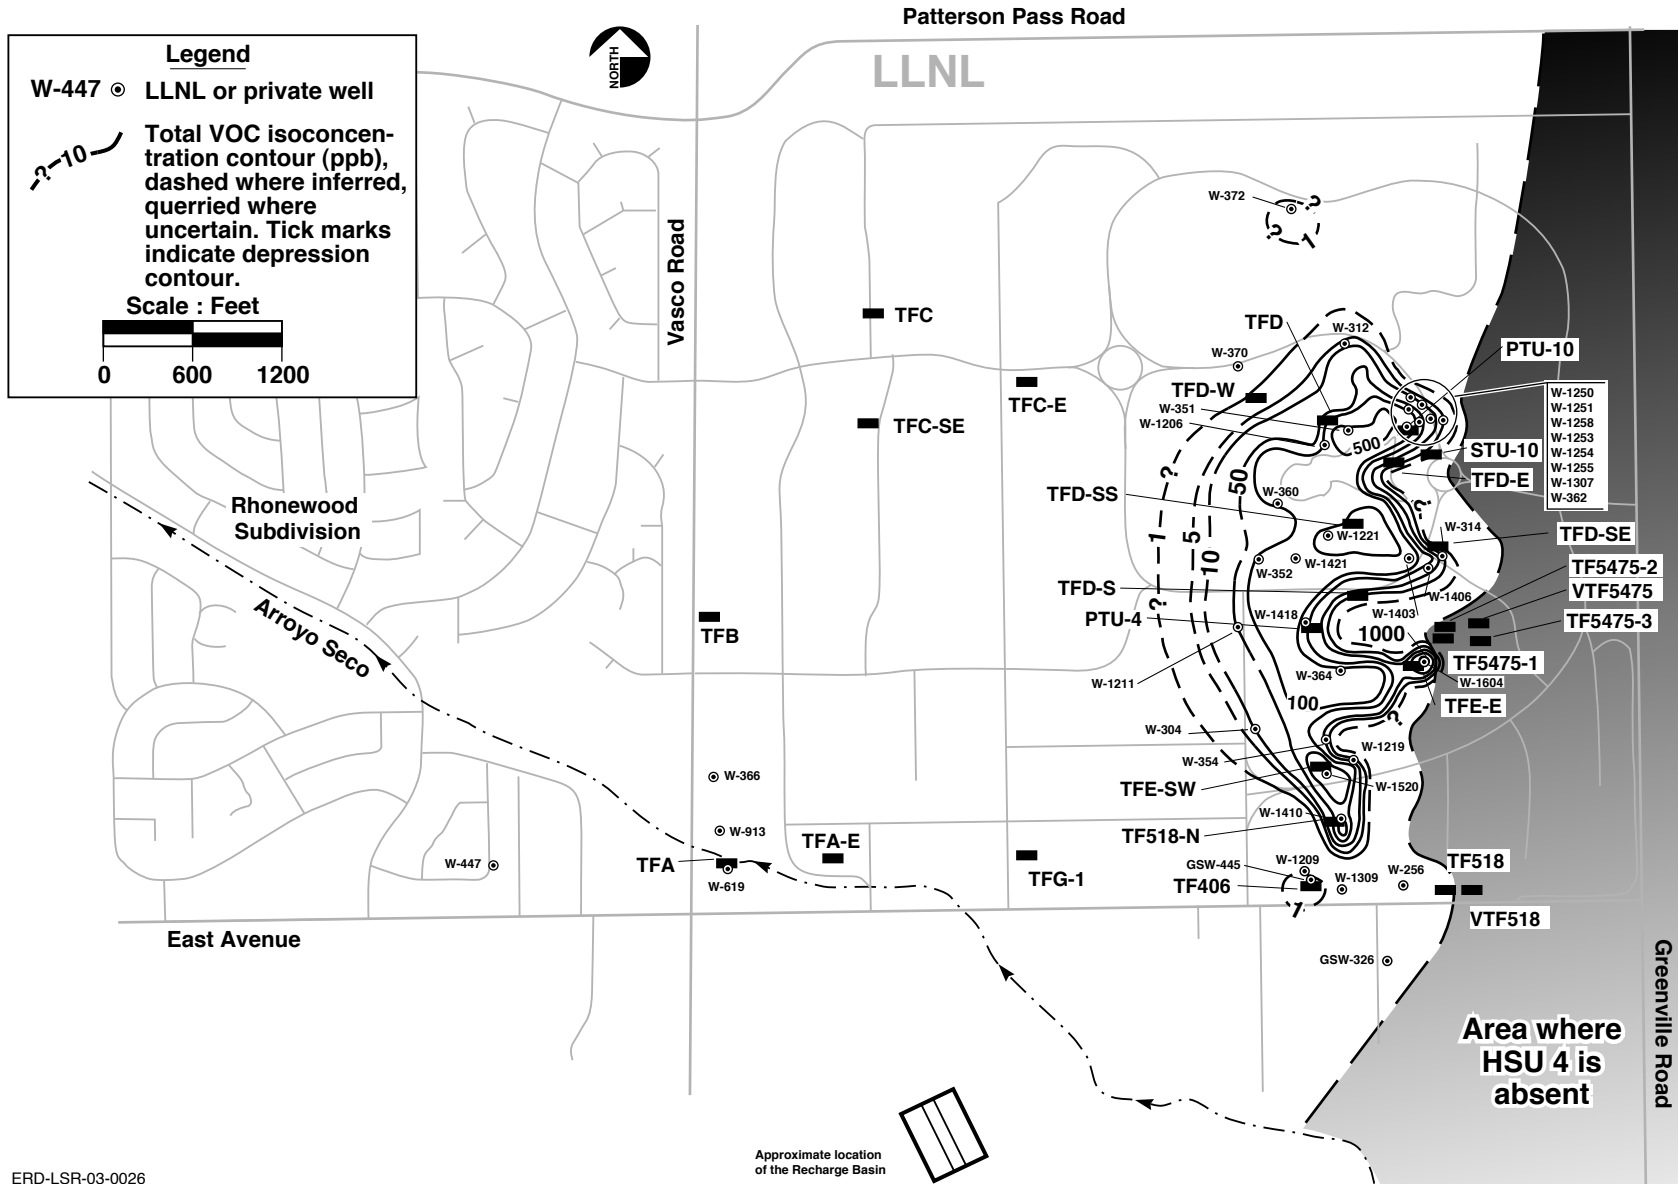 Patterson Pass Road
Legend
W-447 LLNL or private well
-?-10
Total VOC isoconcen-
tration contour (ppb),
dashed where inferred,
querried where
uncertain. Tick marks
indicate depression
contour.
Scale : Feet
0 600 1200
NORTH
LLNL
Vasco Road
W-372
?
?
1
TFC
TFD
W-312
PTU-10
W-370
TFC-E
TFD-W
W-351
W-1206
TFC-SE
W-1250
W-1251
W-1258
W-1253
W-1254
W-1255
W-1307
W-362
500
STU-10
TFD-E
?
50
W-360
TFD-SS
?
Rhonewood
Subdivision
W-314
TFD-SE
W-1221
1
5
10
W-352
W-1421
TF5475-2
VTF5475
TFD-S
?
W-1406
W-1403
Arroyo Seco
TFB
W-1418
PTU-4
1000
TF5475-3
TF5475-1
W-364
W-1604
W-1211
TFE-E
100
?
W-304
W-1219
W-354
W-366
TFE-SW
W-1520
W-1410
W-913
TF518-N
TFA-E
W-447
TFA
W-619
TFG-1
GSW-445
W-1209
W-256
TF518
TF406
W-1309
1
VTF518
East Avenue
GSW-326
Greenville Road
Area where
HSU 4 is
absent
Approximate location
of the Recharge Basin
ERD-LSR-03-0026